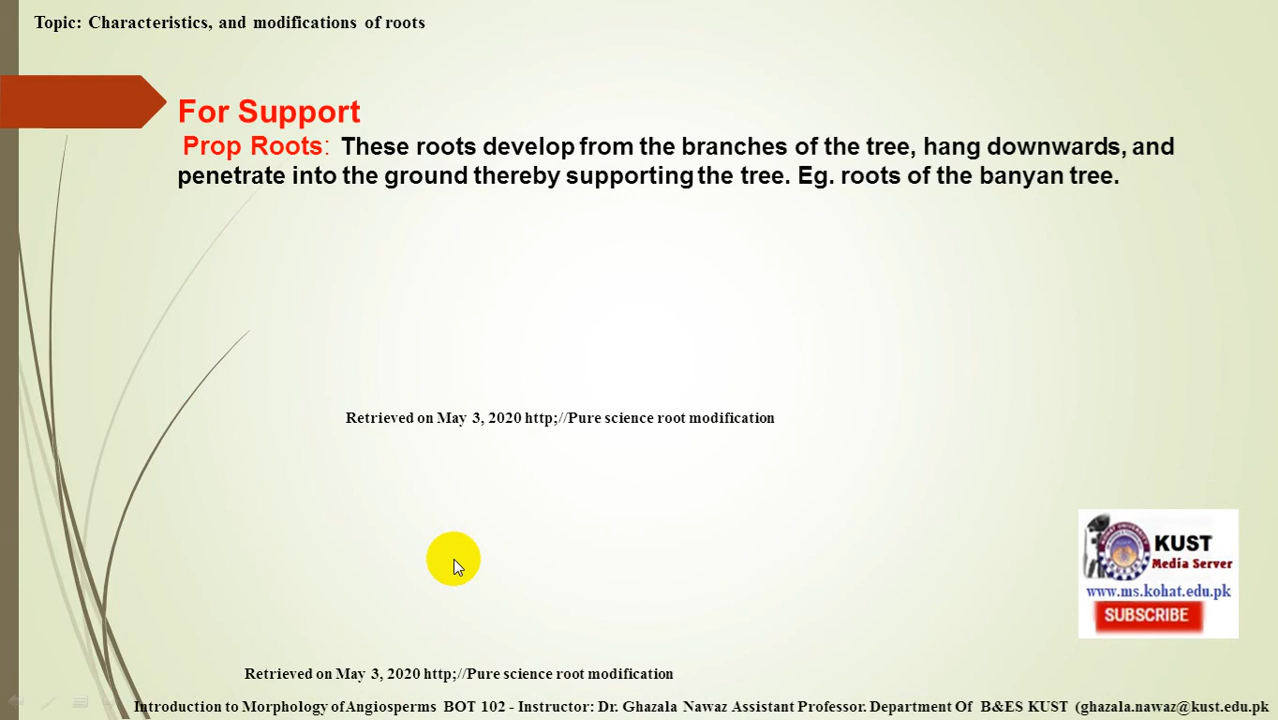 Topic: Characteristics, and modifications of roots
For Support
Prop Roots: These roots develop from the branches of the tree, hang downwards, and
penetrate into the ground thereby supporting the tree. Eg. roots of the banyan tree.
Retrieved on May 3, 2020 http;//Pure science root modification
KUST
Media Server
www.ms.kohat.edu.pk
SUBSCRIBE
Retrieved on May 3, 2020 http;//Pure science root modification
Introduction to Morphology of Angiosperms BOT 102 - Instructor: Dr. Ghazala Nawaz Assistant Professor. Department Of B&ES KUST (ghazala.nawaz@kust.edu.pk